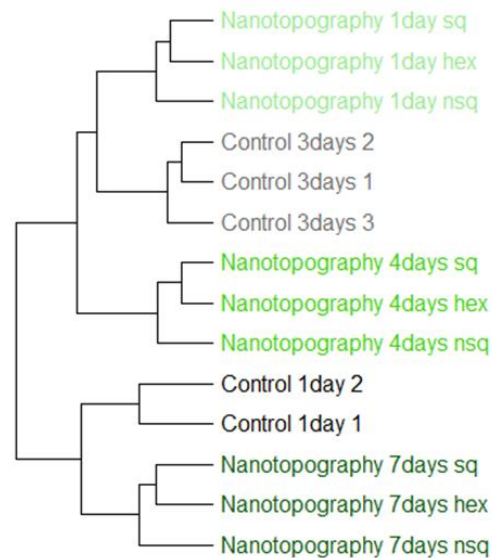 Nanotopography 1day sq
Nanotopography 1day hex
Nanotopography 1day nsq
Control 3days 2
Control 3days 1
Control 3days 3
Nanotopography 4days sq
Nanotopography 4days hex
Nanotopography 4days nsq
Control 1day 2
Control 1day 1
Nanotopography 7days sq
Nanotopography 7days hex
Nanotopography 7days nsq